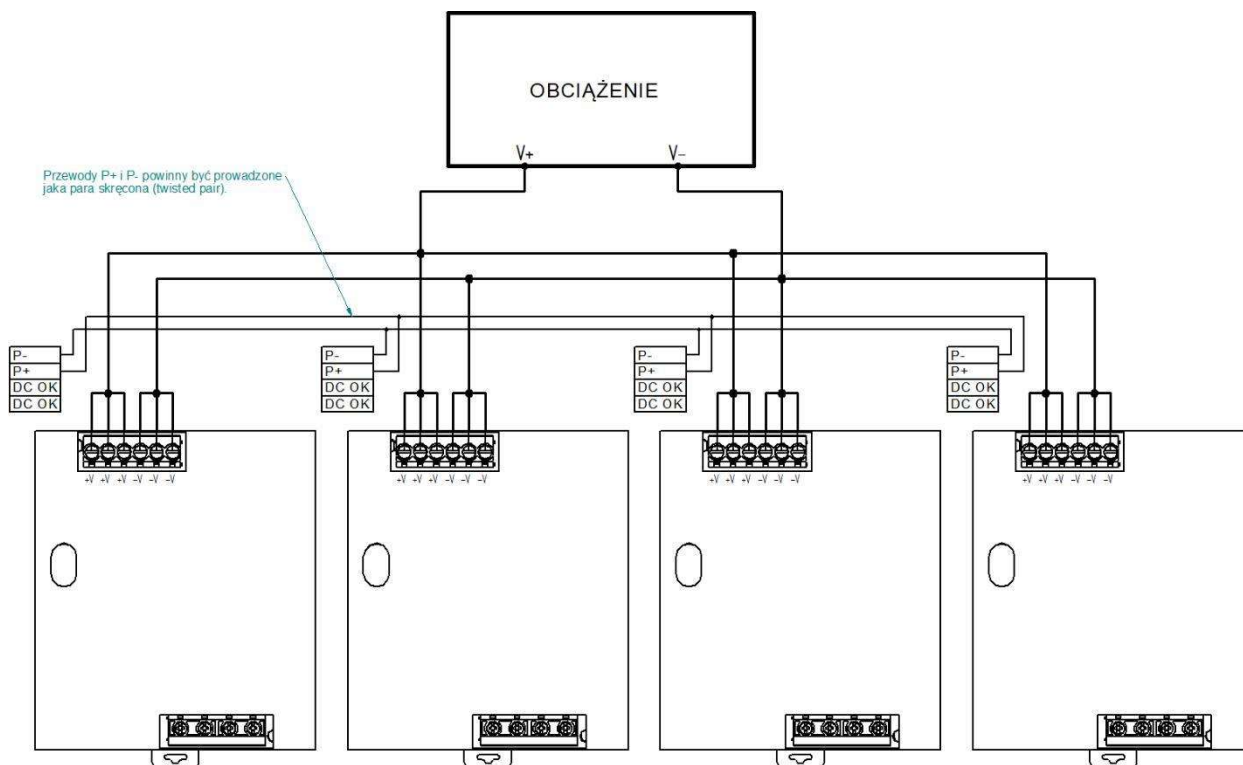 OBCIĄŻENIE
V+ V-
Przewody P+ i P- powinny być prowadzone
jaka para skręcona (twisted pair).
P-
P+
DC OK
DC OK
P-
P+
DC OK
DC OK
P-
P+
DC OK
DC OK
P-
P+
DC OK
DC OK
+V +V +V -V -V -V
+V +V +V -V -V -V
+V +V +V -V -V -V
+V +V +V -V -V -V